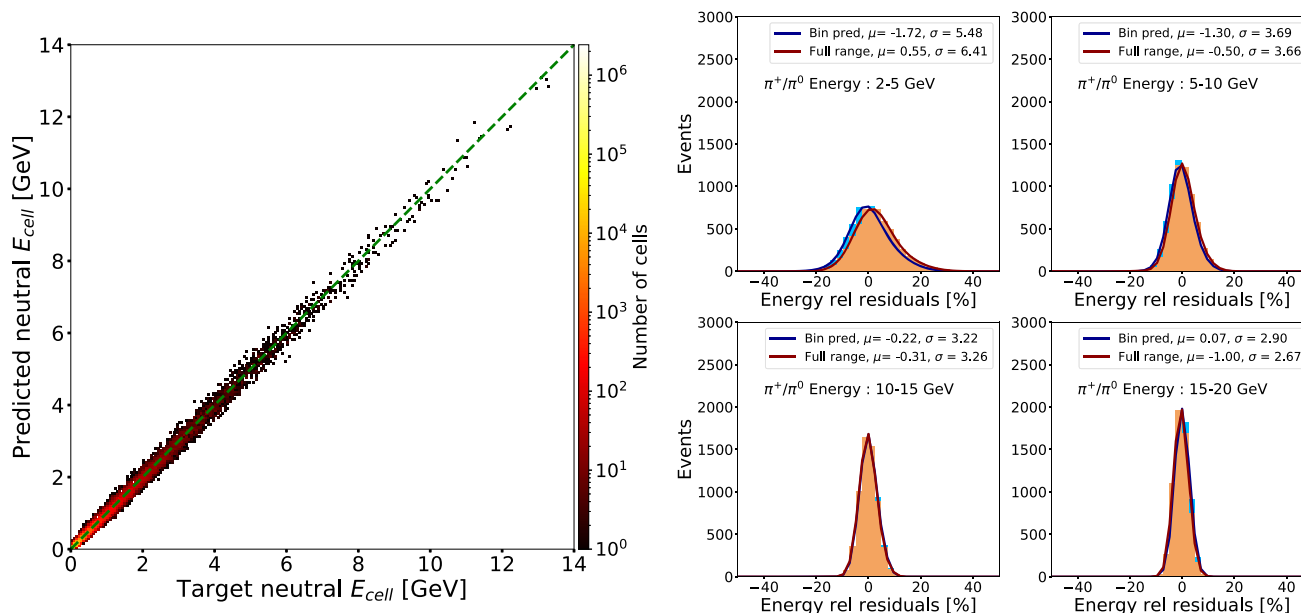 14
12
10
8
6
4
2
0
Predicted neutral E_cell [GeV]
0 2 4 6 8 10 12 14
Target neutral E_cell [GeV]
10^6
10^5
10^4
10^3
10^2
10^1
10^0
Number of cells
3000
2500
2000
1500
1000
500
0
Events
Bin pred, μ= -1.72, σ = 5.48
Full range, μ= 0.55, σ = 6.41
π^+/π^0 Energy : 2-5 GeV
−40 −20 0 20 40
Energy rel residuals [%]
3000
2500
2000
1500
1000
500
0
Bin pred, μ= -1.30, σ = 3.69
Full range, μ= -0.50, σ = 3.66
π^+/π^0 Energy : 5-10 GeV
−40 −20 0 20 40
Energy rel residuals [%]
3000
2500
2000
1500
1000
500
0
Events
Bin pred, μ= -0.22, σ = 3.22
Full range, μ= -0.31, σ = 3.26
π^+/π^0 Energy : 10-15 GeV
−40 −20 0 20 40
Energy rel residuals [%]
3000
2500
2000
1500
1000
500
0
Bin pred, μ= 0.07, σ = 2.90
Full range, μ= -1.00, σ = 2.67
π^+/π^0 Energy : 15-20 GeV
−40 −20 0 20 40
Energy rel residuals [%]